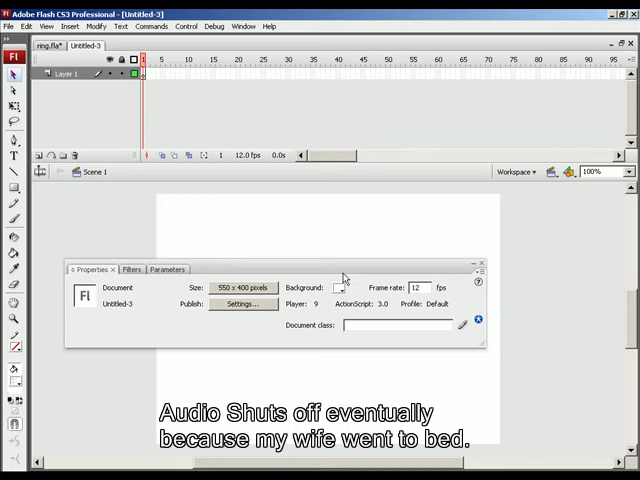 Adobe Flash CS3 Professional - [Untitled-3]
File Edit View Insert Modify Text Commands Control Debug Window Help
ring.fla* Untitled-3
1 5 10 15 20 25 30 35 40 45 50 55 60 65 70 75 80 85 90 95
Layer 1
1 12.0 fps 0.0s
Scene 1 Workspace 100%
Properties Filters Parameters
Fl Document Size: 550 x 400 pixels Background: Frame rate: 12 fps
Untitled-3 Publish: Settings... Player: 9 ActionScript: 3.0 Profile: Default
Document class:
Audio Shuts off eventually
because my wife went to bed.